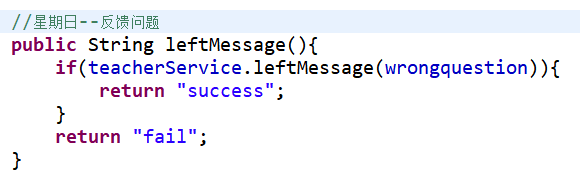 //星期日--反馈问题
public String leftMessage(){
    if(teacherService.leftMessage(wrongquestion)){
        return "success";
    }
    return "fail";
}